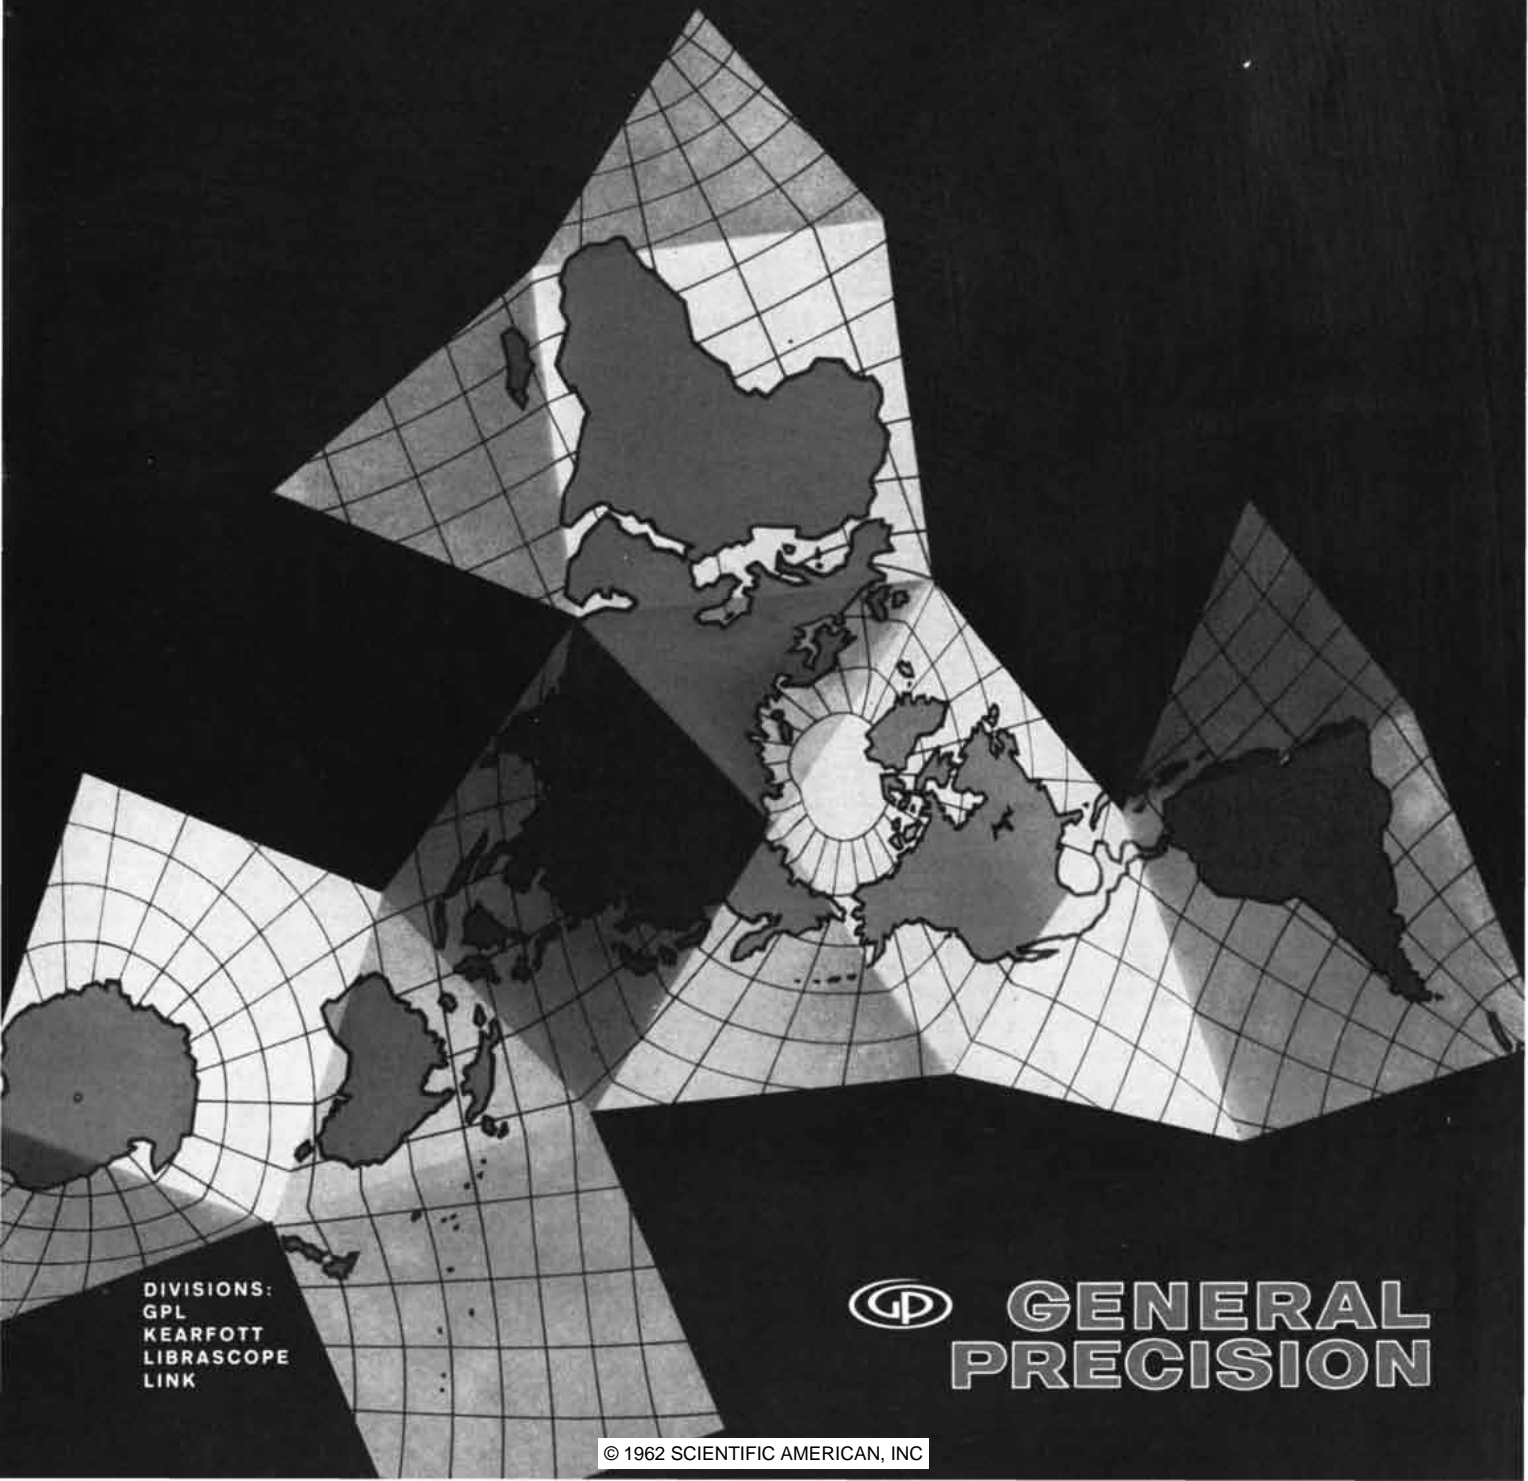 DIVISIONS:
GPL
KEARFOTT
LIBRASCOPE
LINK
GP GENERAL
PRECISION
© 1962 SCIENTIFIC AMERICAN, INC